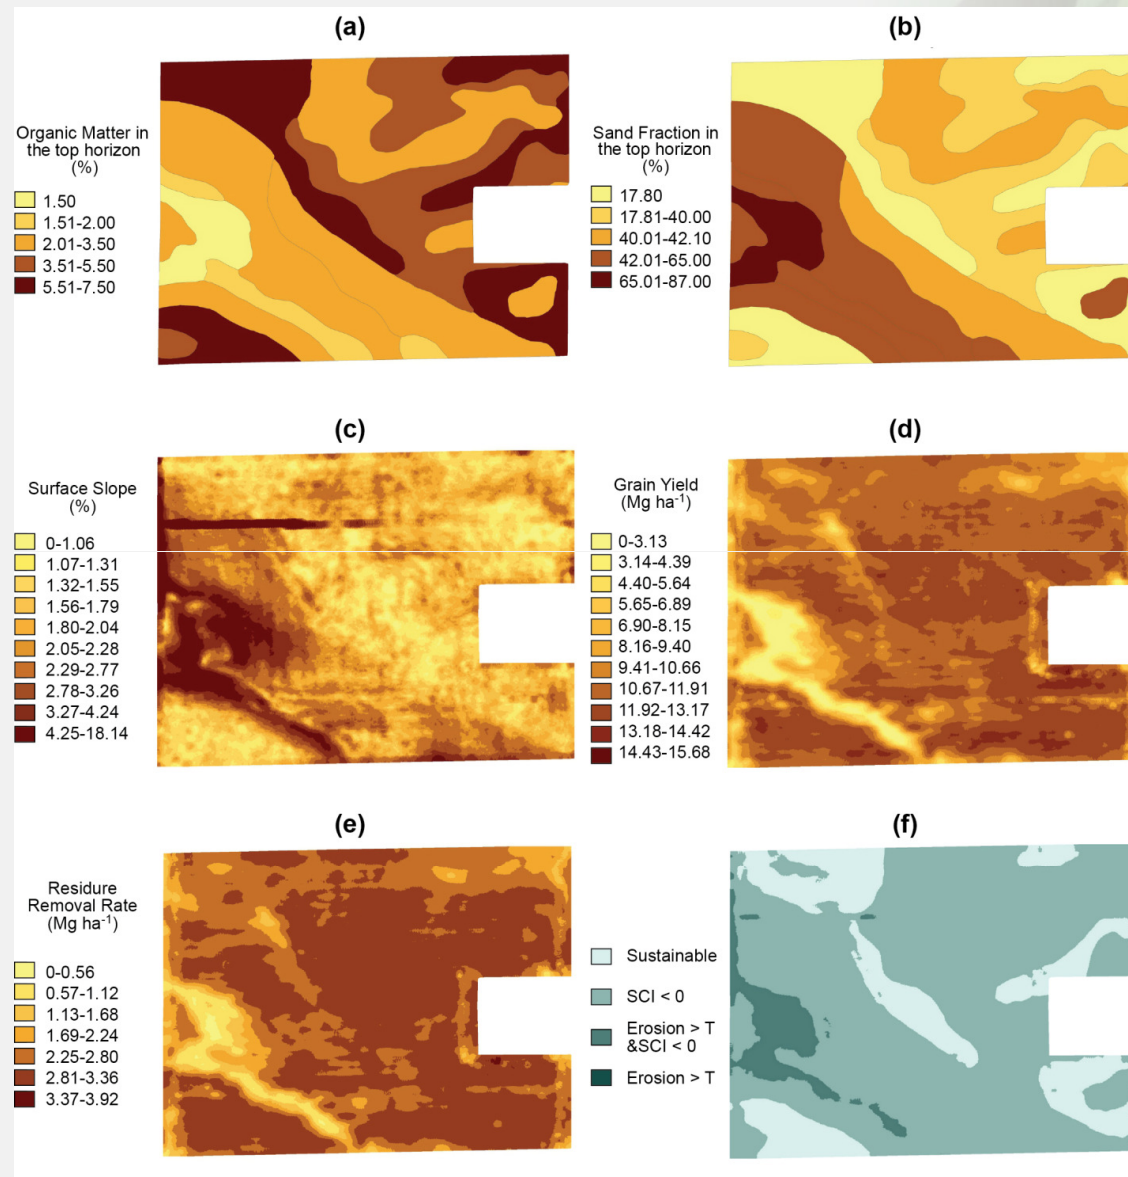 (a)
Organic Matter in
the top horizon
(%)
1.50
1.51-2.00
2.01-3.50
3.51-5.50
5.51-7.50
(b)
Sand Fraction in
the top horizon
(%)
17.80
17.81-40.00
40.01-42.10
42.01-65.00
65.01-87.00
(c)
Surface Slope
(%)
0-1.06
1.07-1.31
1.32-1.55
1.56-1.79
1.80-2.04
2.05-2.28
2.29-2.77
2.78-3.26
3.27-4.24
4.25-18.14
(d)
Grain Yield
(Mg ha-1)
0-3.13
3.14-4.39
4.40-5.64
5.65-6.89
6.90-8.15
8.16-9.40
9.41-10.66
10.67-11.91
11.92-13.17
13.18-14.42
14.43-15.68
(e)
Residure
Removal Rate
(Mg ha-1)
0-0.56
0.57-1.12
1.13-1.68
1.69-2.24
2.25-2.80
2.81-3.36
3.37-3.92
(f)
Sustainable
SCI < 0
Erosion > T
&SCI < 0
Erosion > T